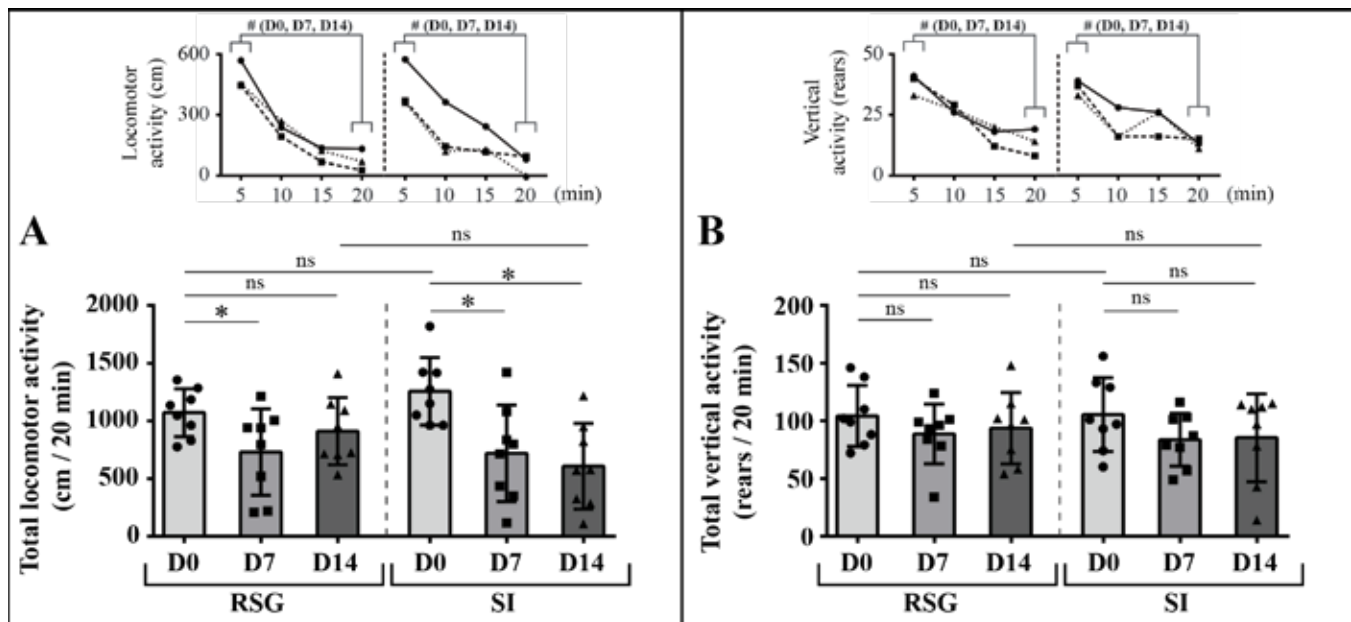 # (D0, D7, D14)
# (D0, D7, D14)
Locomotor
activity (cm)
600
300
0
5 10 15 20 5 10 15 20 (min)
A
ns
ns
ns
*
*
*
Total locomotor activity
(cm / 20 min)
2000
1500
1000
500
0
D0 D7 D14 D0 D7 D14
RSG SI
# (D0, D7, D14)
# (D0, D7, D14)
Vertical
activity (rears)
50
25
0
5 10 15 20 5 10 15 20 (min)
B
ns
ns
ns
ns
ns
ns
Total vertical activity
(rears / 20 min)
200
150
100
50
0
D0 D7 D14 D0 D7 D14
RSG SI